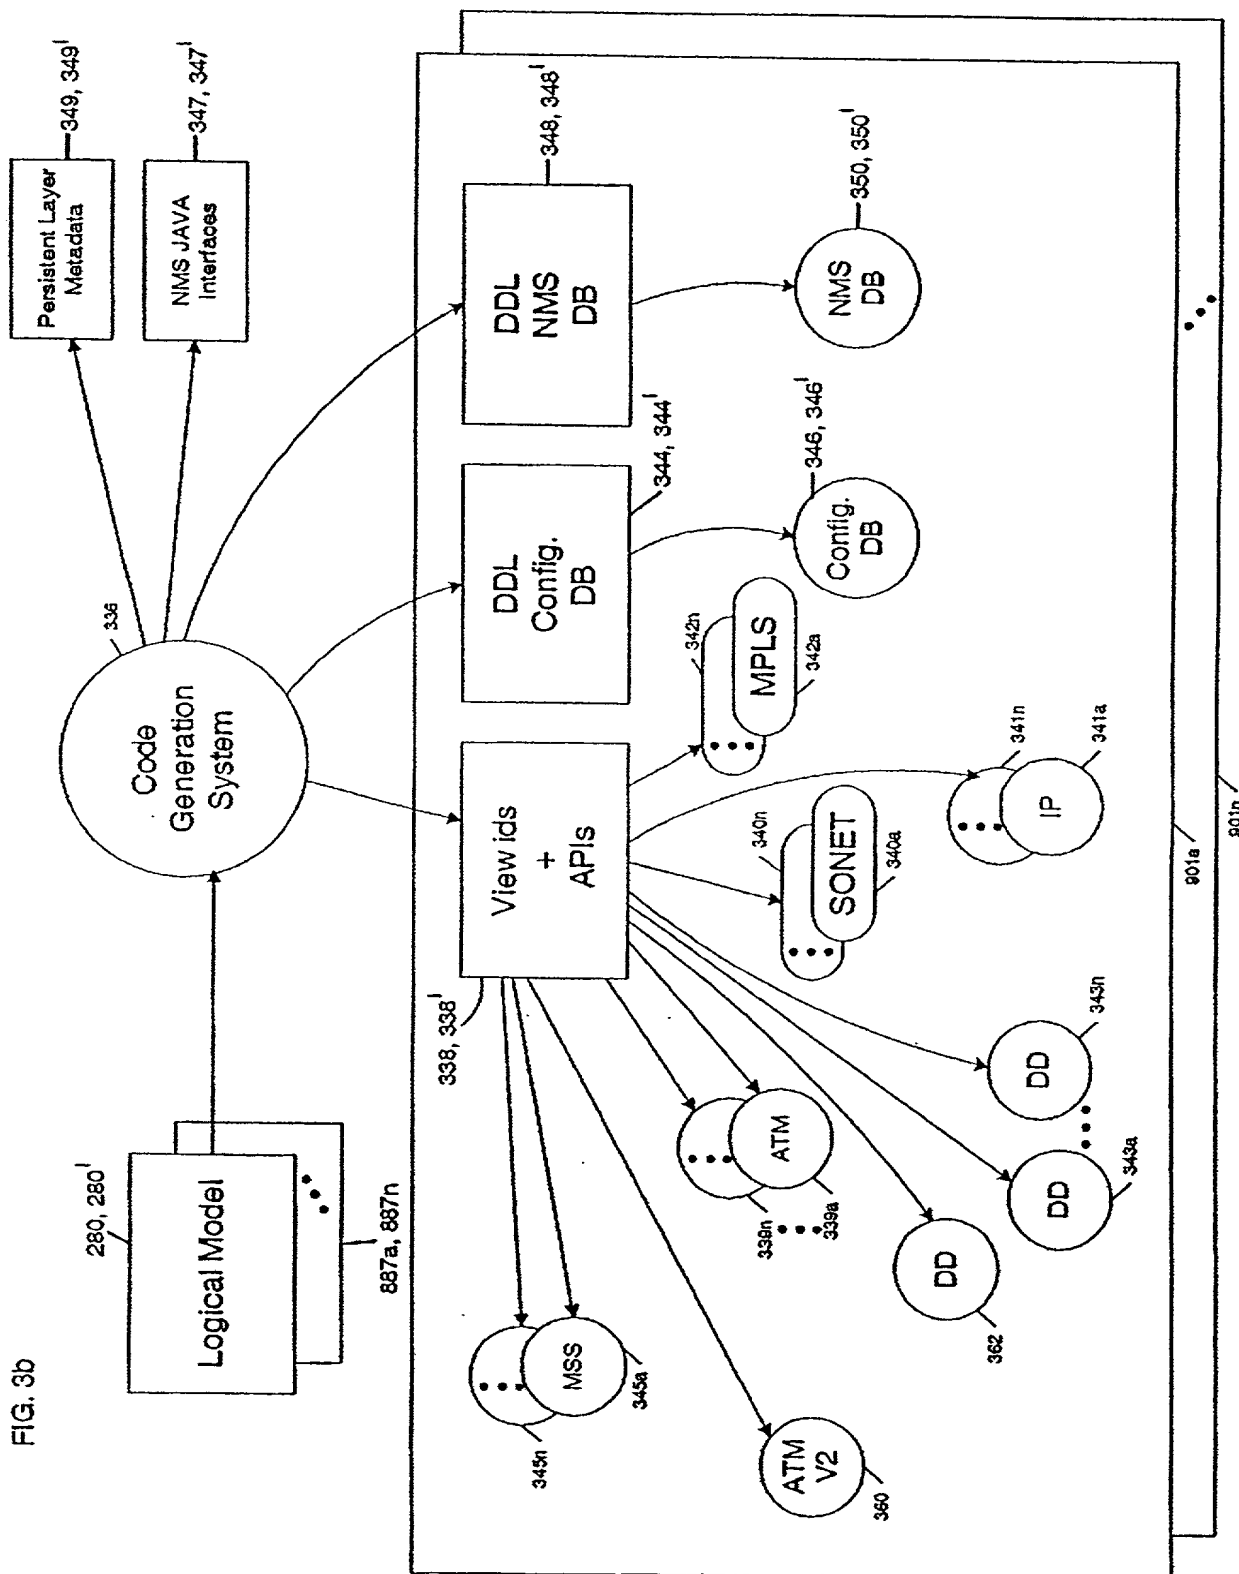 FIG. 3b
280, 280'
Logical Model
887a, 887n
Code
Generation
System
336
Persistent Layer
Metadata
349, 349'
NMS JAVA
Interfaces
347, 347'
338, 338'
View ids
+
APIs
DDL
Config.
DB
344, 344'
DDL
NMS
DB
348, 348'
345n
MSS
345a
ATM
V2
360
339n
339a
ATM
DD
362
DD
343a
DD
343n
340n
SONET
340a
341n
IP
341a
342n
MPLS
342a
Config.
DB
346, 346'
NMS
DB
350, 350'
901a
901n